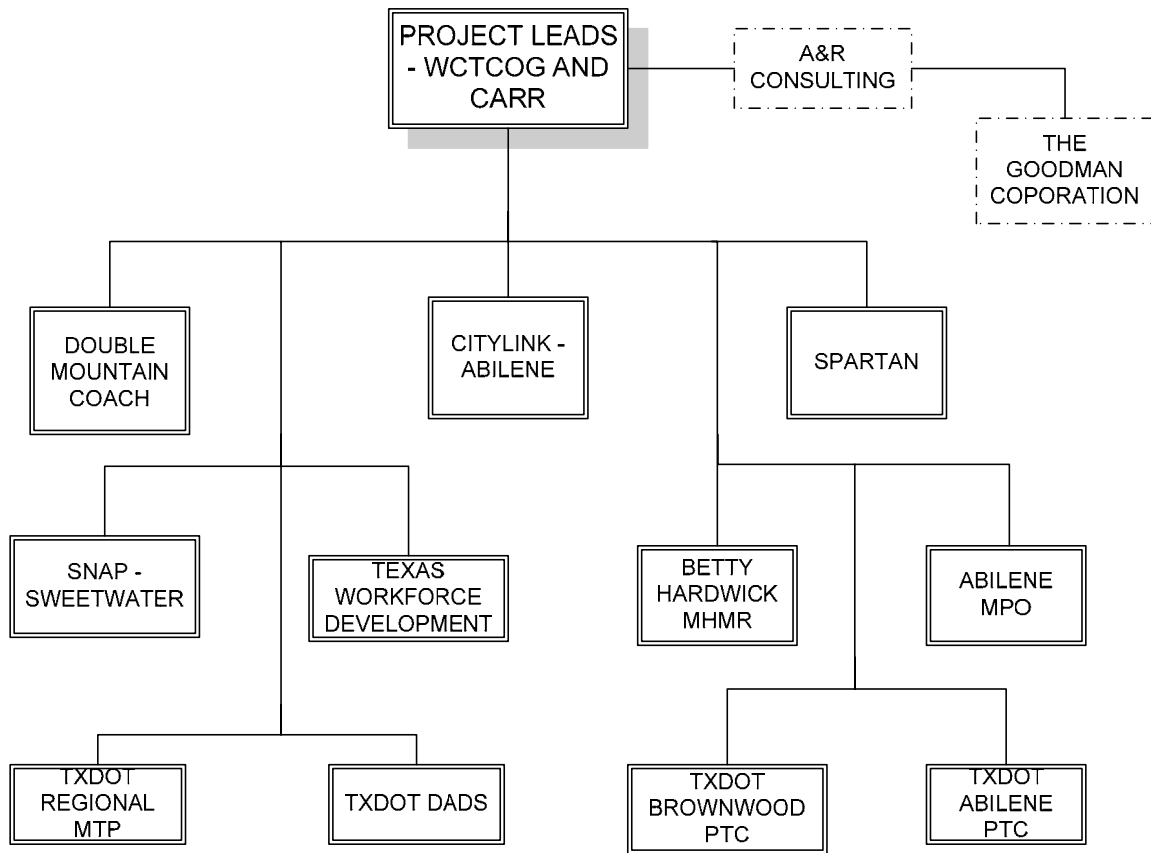 PROJECT LEADS
- WCTCOG AND
CARR
A&R
CONSULTING
THE
GOODMAN
COPORATION
DOUBLE
MOUNTAIN
COACH
CITYLINK -
ABILENE
SPARTAN
SNAP -
SWEETWATER
TEXAS
WORKFORCE
DEVELOPMENT
BETTY
HARDWICK
MHMR
ABILENE
MPO
TXDOT
REGIONAL
MTP
TXDOT DADS
TXDOT
BROWNWOOD
PTC
TXDOT
ABILENE
PTC